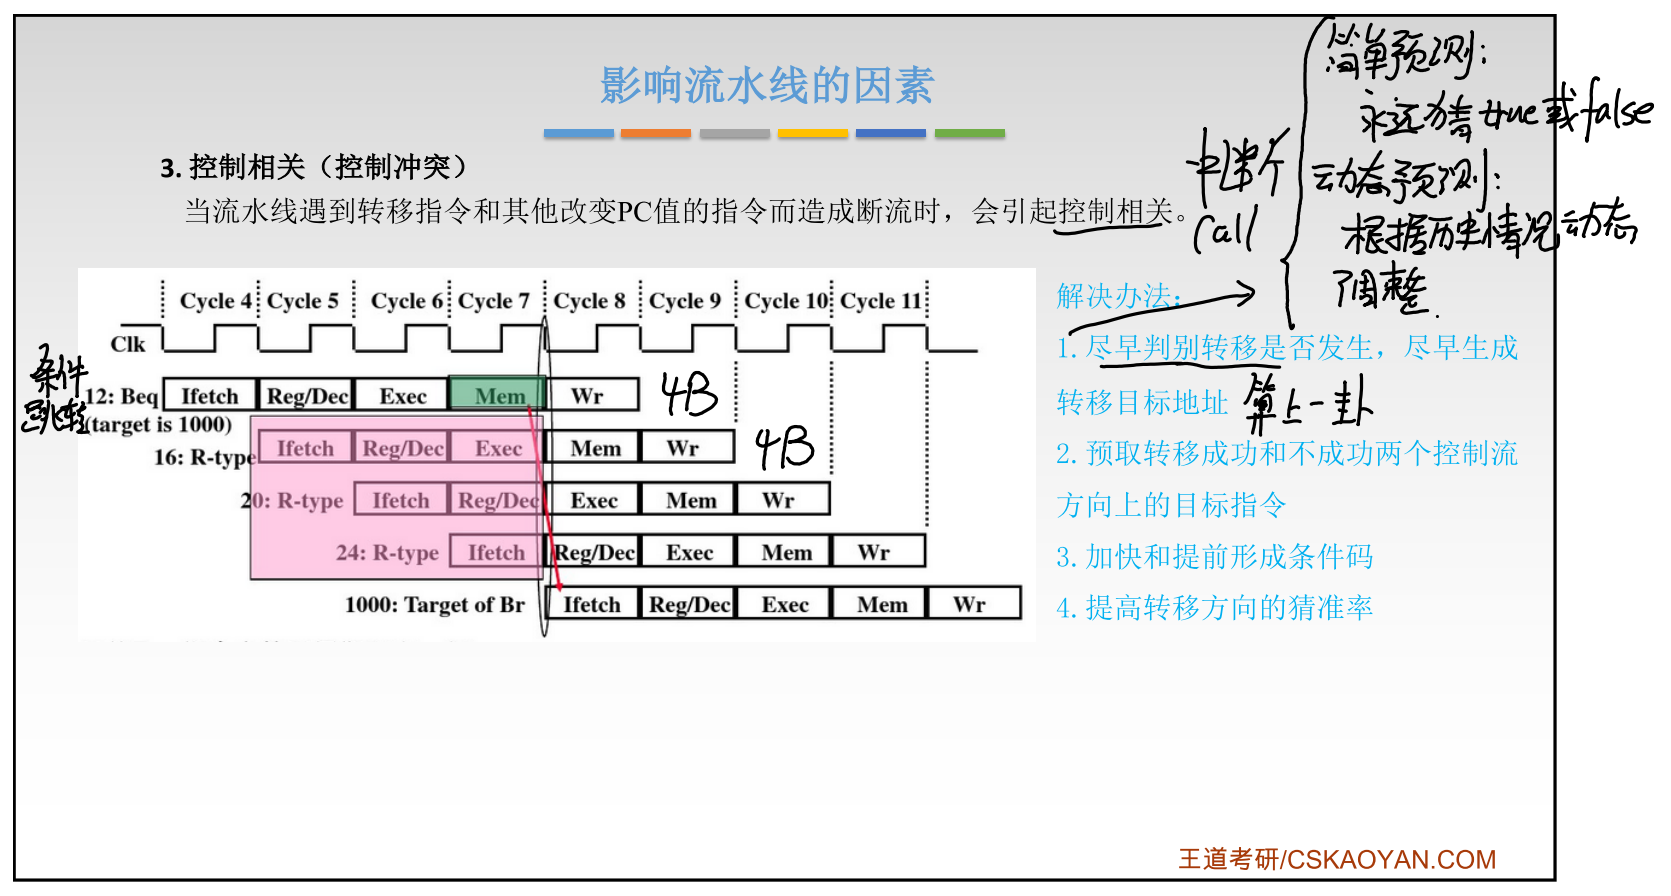 影响流水线的因素
简单预测:
永远猜true或false
3. 控制相关（控制冲突）
中断
动态预测:
当流水线遇到转移指令和其他改变PC值的指令而造成断流时，会引起控制相关。
call
根据历史情况动态
调整.
Cycle 4 Cycle 5 Cycle 6 Cycle 7 Cycle 8 Cycle 9 Cycle 10 Cycle 11
Clk
条件
跳转
12: Beq Ifetch Reg/Dec Exec Mem Wr 4B
(target is 1000)
16: R-type Ifetch Reg/Dec Exec Mem Wr 4B
20: R-type Ifetch Reg/Dec Exec Mem Wr
24: R-type Ifetch Reg/Dec Exec Mem Wr
1000: Target of Br Ifetch Reg/Dec Exec Mem Wr
解决办法：
1. 尽早判别转移是否发生，尽早生成
转移目标地址 算上一卦
2. 预取转移成功和不成功两个控制流
方向上的目标指令
3. 加快和提前形成条件码
4. 提高转移方向的猜准率
王道考研/CSKAOYAN.COM